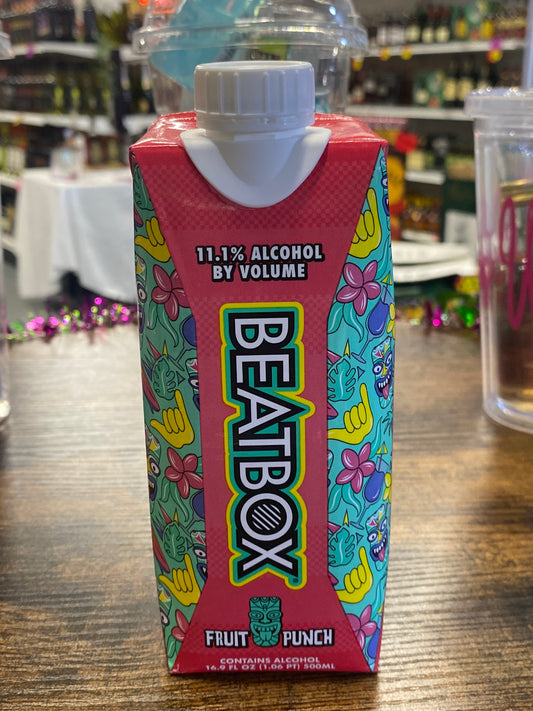 11.1% ALCOHOL
BY VOLUME
BEATBOX
FRUIT PUNCH
CONTAINS ALCOHOL
16.9 FL OZ (1.06 PT) 500ML